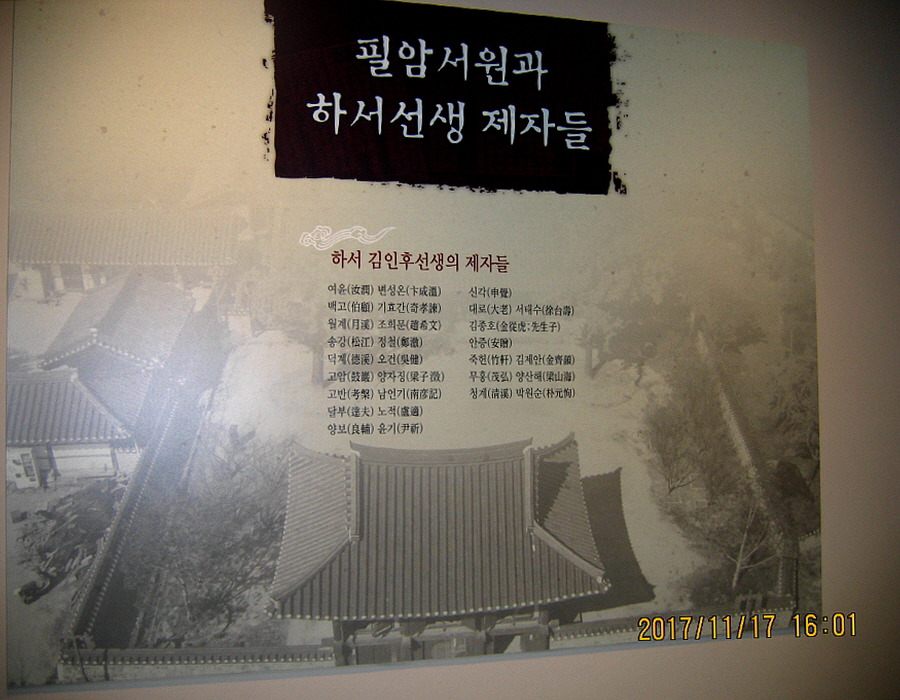 필암서원과
하서선생 제자들
하서 김인후선생의 제자들
여윤(汝潤) 변성온(卞成溫)
백고(伯顧) 기효간(奇孝諫)
월계(月溪) 조희문(趙希文)
송강(松江) 정철(鄭澈)
덕계(德溪) 오건(吳健)
고암(鼓巖) 양자징(梁子澂)
고반(考槃) 남언기(南彦記)
달부(達夫) 노적(盧適)
양보(良輔) 윤기(尹祈)
신각(申覺)
대로(大老) 서태수(徐台壽)
김종호(金從虎;先生子)
안증(安贈)
죽헌(竹軒) 김제안(金齊顔)
무홍(茂弘) 양산해(梁山海)
청계(淸溪) 박원순(朴元恂)
2017/11/17 16:01